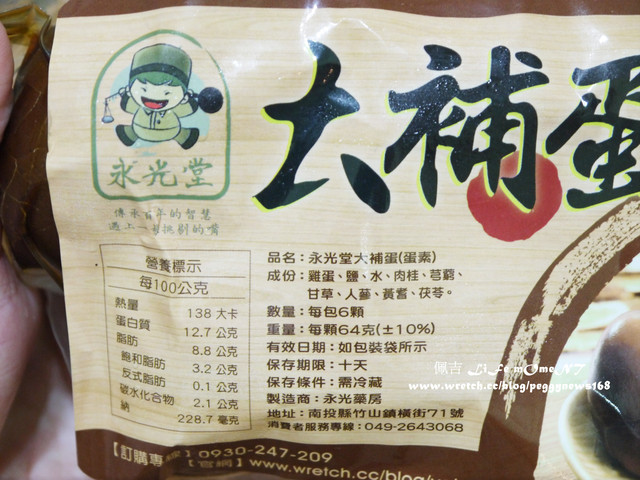 永光堂
傳承百年的智慧
遇上一張挑剔的嘴
大補蛋
營養標示
每100公克
熱量 138 大卡
蛋白質 12.7 公克
脂肪 8.8 公克
飽和脂肪 3.2 公克
反式脂肪 0.1 公克
碳水化合物 2.1 公克
鈉 228.7 毫克
品名：永光堂大補蛋(蛋素)
成份：雞蛋、鹽、水、肉桂、芎藭、
甘草、人蔘、黃耆、茯苓。
數量：每包6顆
重量：每顆64克(±10%)
有效日期：如包裝袋所示
保存期限：十天
保存條件：需冷藏
製造商：永光藥房
地址：南投縣竹山鎮橫街71號
消費者服務專線：049-2643068
【訂購專 0930-247-209
【官網】www.wretch.cc/blog/
佩吉 LiFe mOmeNT
www.wretch.cc/blog/peggynews168